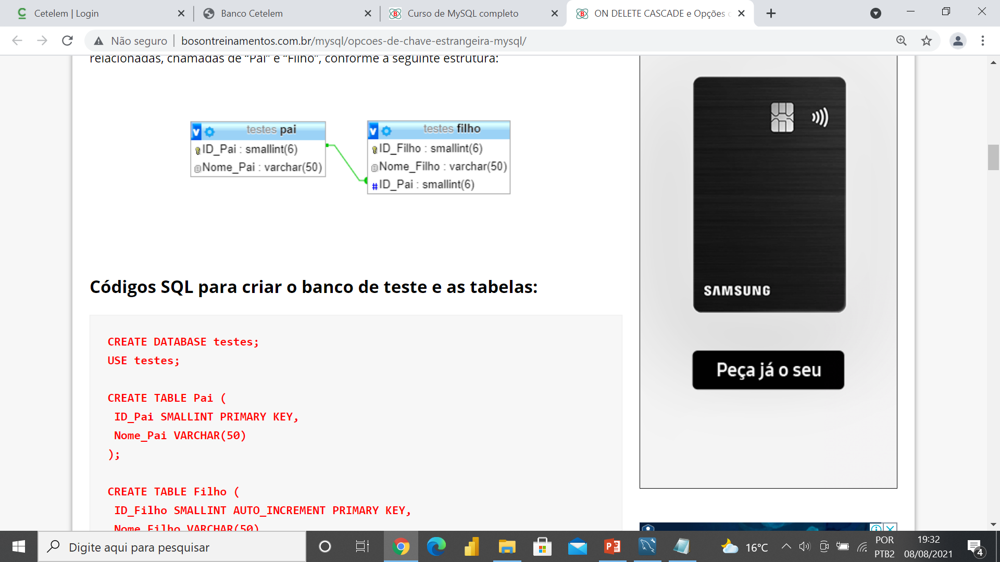 Cetelem | Login
Banco Cetelem
Curso de MySQL completo
ON DELETE CASCADE e Opções
Não seguro
bosontreinamentos.com.br/mysql/opcoes-de-chave-estrangeira-mysql/
relacionadas, chamadas de “Pai” e “Filho”, conforme a seguinte estrutura:
testes pai
ID_Pai : smallint(6)
Nome_Pai : varchar(50)
testes filho
ID_Filho : smallint(6)
Nome_Filho : varchar(50)
# ID_Pai : smallint(6)
Códigos SQL para criar o banco de teste e as tabelas:
CREATE DATABASE testes;
USE testes;
CREATE TABLE Pai (
ID_Pai SMALLINT PRIMARY KEY,
Nome_Pai VARCHAR(50)
);
CREATE TABLE Filho (
ID_Filho SMALLINT AUTO_INCREMENT PRIMARY KEY,
Nome_Filho VARCHAR(50)
SAMSUNG
Peça já o seu
Digite aqui para pesquisar
16°C
POR
PTB2
19:32
08/08/2021
4